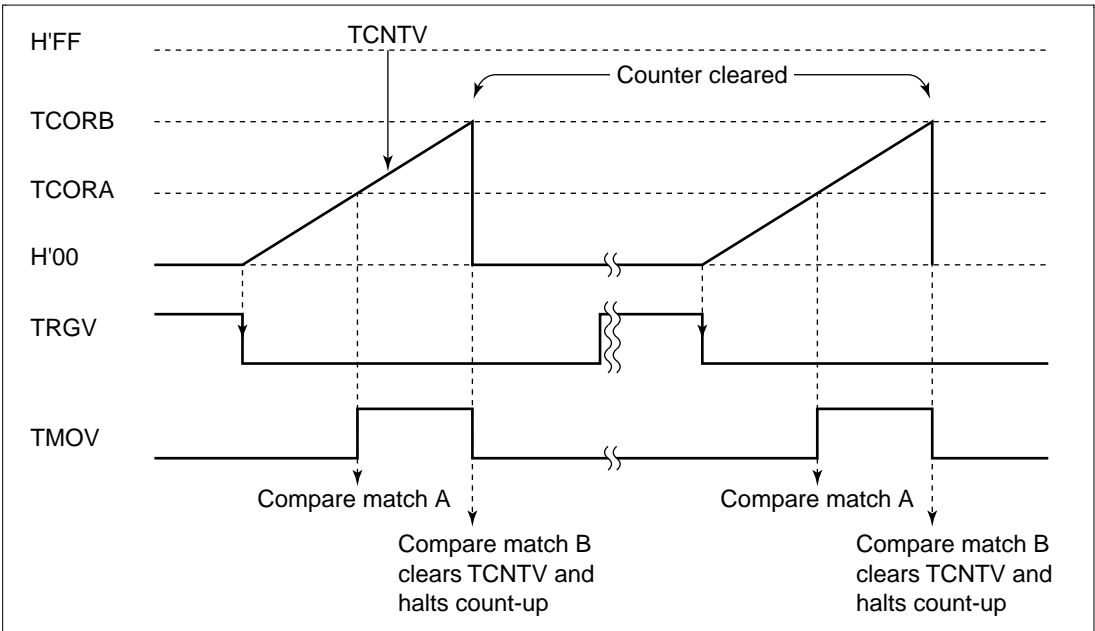 H'FF
TCNTV
Counter cleared
TCORB
TCORA
H'00
TRGV
TMOV
Compare match A
Compare match A
Compare match B
clears TCNTV and
halts count-up
Compare match B
clears TCNTV and
halts count-up